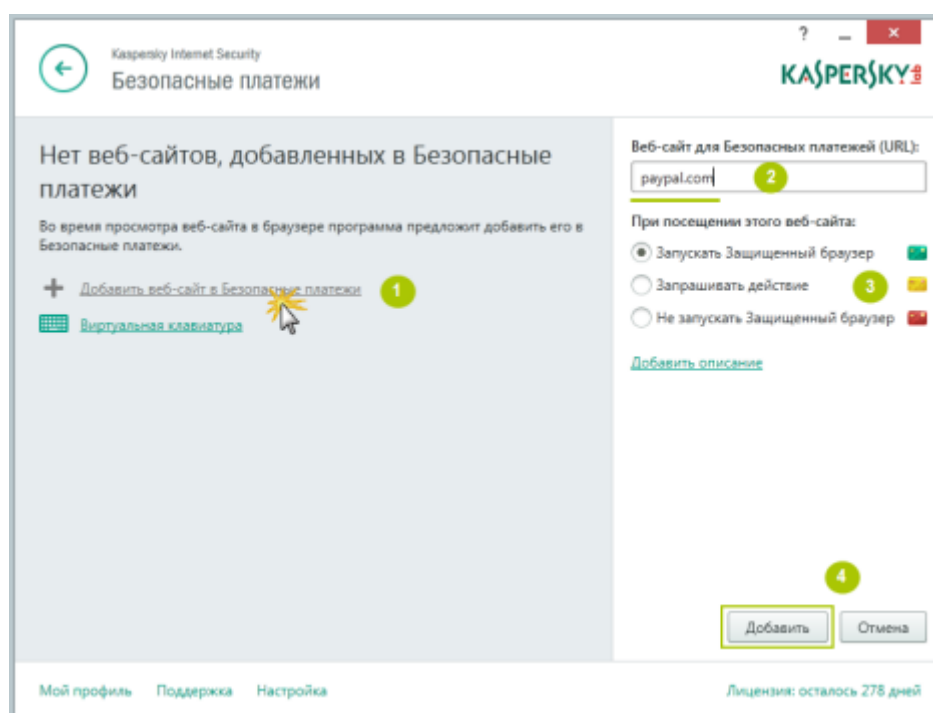 Kaspersky Internet Security
Безопасные платежи
? _ ×
KASPERSKY lab
Нет веб-сайтов, добавленных в Безопасные
платежи
Во время просмотра веб-сайта в браузере программа предложит добавить его в
Безопасные платежи.
+ Добавить веб-сайт в Безопасные платежи 1
Виртуальная клавиатура
Веб-сайт для Безопасных платежей (URL):
paypal.com 2
При посещении этого веб-сайта:
Запускать Защищенный браузер
Запрашивать действие 3
Не запускать Защищенный браузер
Добавить описание
4
Добавить Отмена
Мой профиль Поддержка Настройка Лицензия: осталось 278 дней